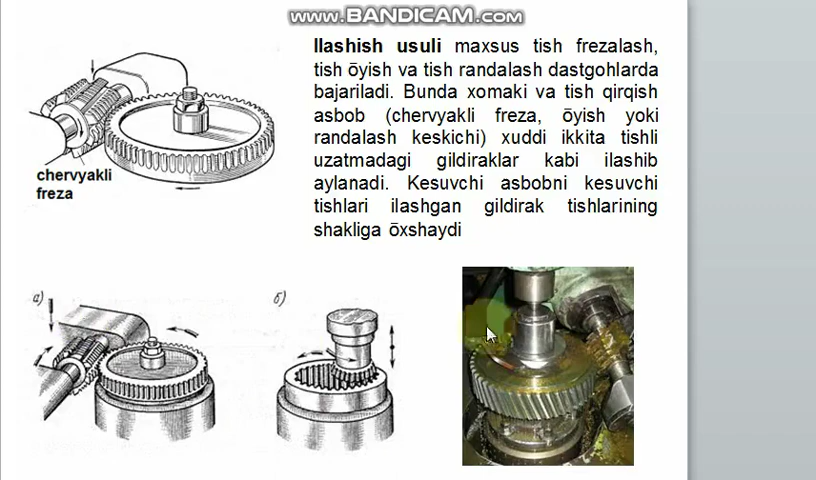 www.BANDICAM.com
Ilashish usuli maxsus tish frezalash,
tish ōyish va tish randalash dastgohlarda
bajariladi. Bunda xomaki va tish qirqish
asbob (chervyakli freza, ōyish yoki
randalash keskichi) xuddi ikkita tishli
uzatmadagi gildiraklar kabi ilashib
aylanadi. Kesuvchi asbobni kesuvchi
tishlari ilashgan gildirak tishlarining
shakliga ōxshaydi
chervyakli
freza
а)
б)